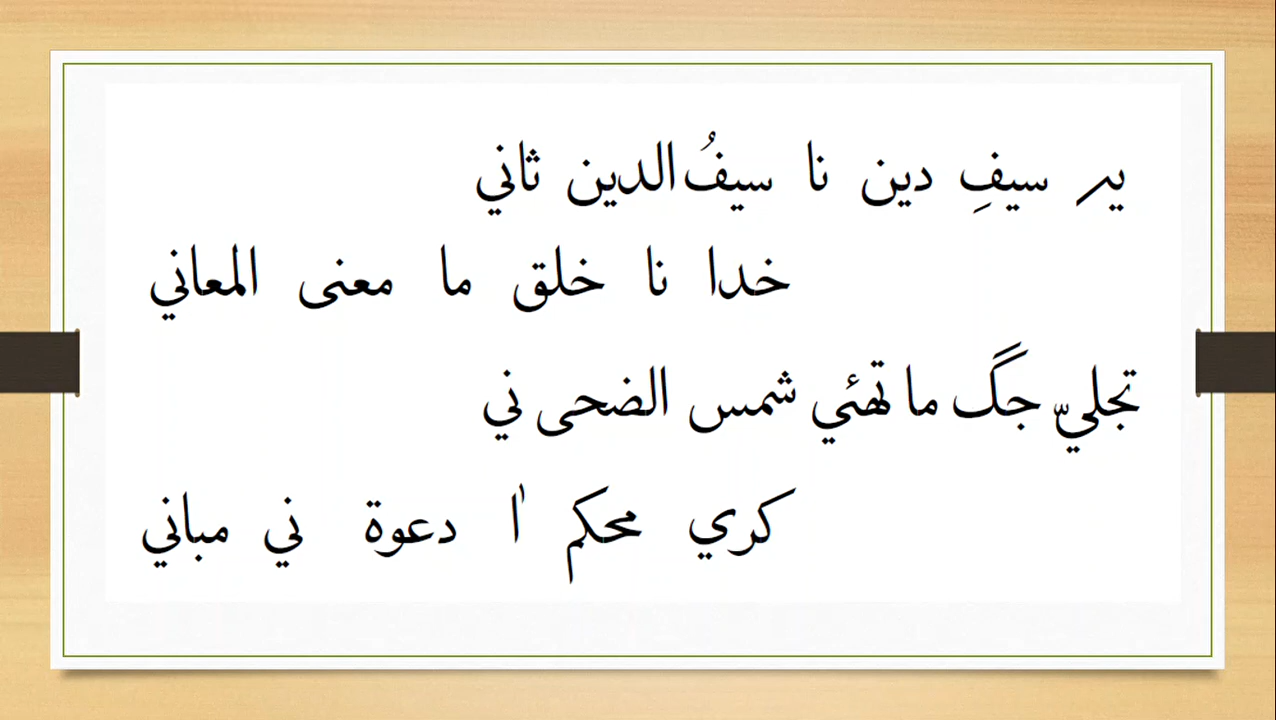 يہ سيفِ دين نا سيفُ الدين ثاني
خدا نا خلق ما معنى المعاني
تجليّ جگ ما تهئي شمس الضحى ني
كري محكم اٰ دعوة ني مباني